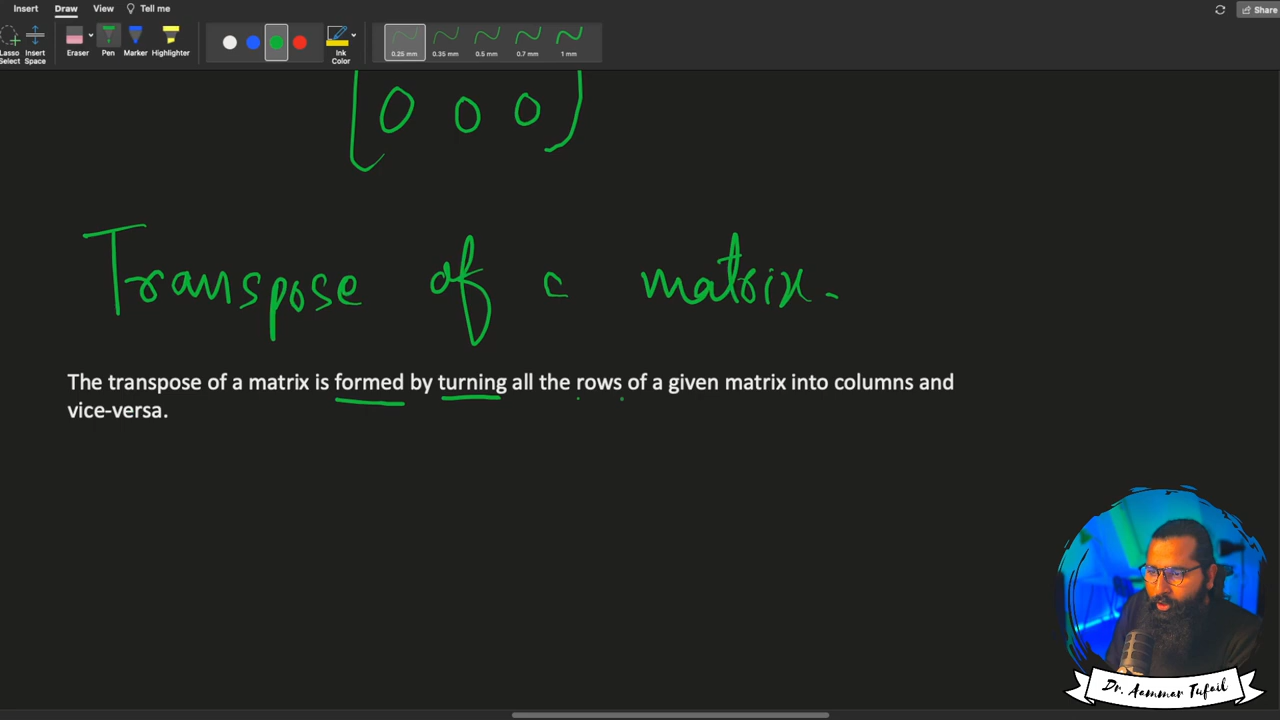 Insert Draw View Tell me Share
Lasso Select Insert Space Eraser Pen Marker Highlighter Ink Color 0.25 mm 0.35 mm 0.5 mm 0.7 mm 1 mm
0 0 0
Transpose of a matrix.
The transpose of a matrix is formed by turning all the rows of a given matrix into columns and
vice-versa.
Dr. Aammar Tufail